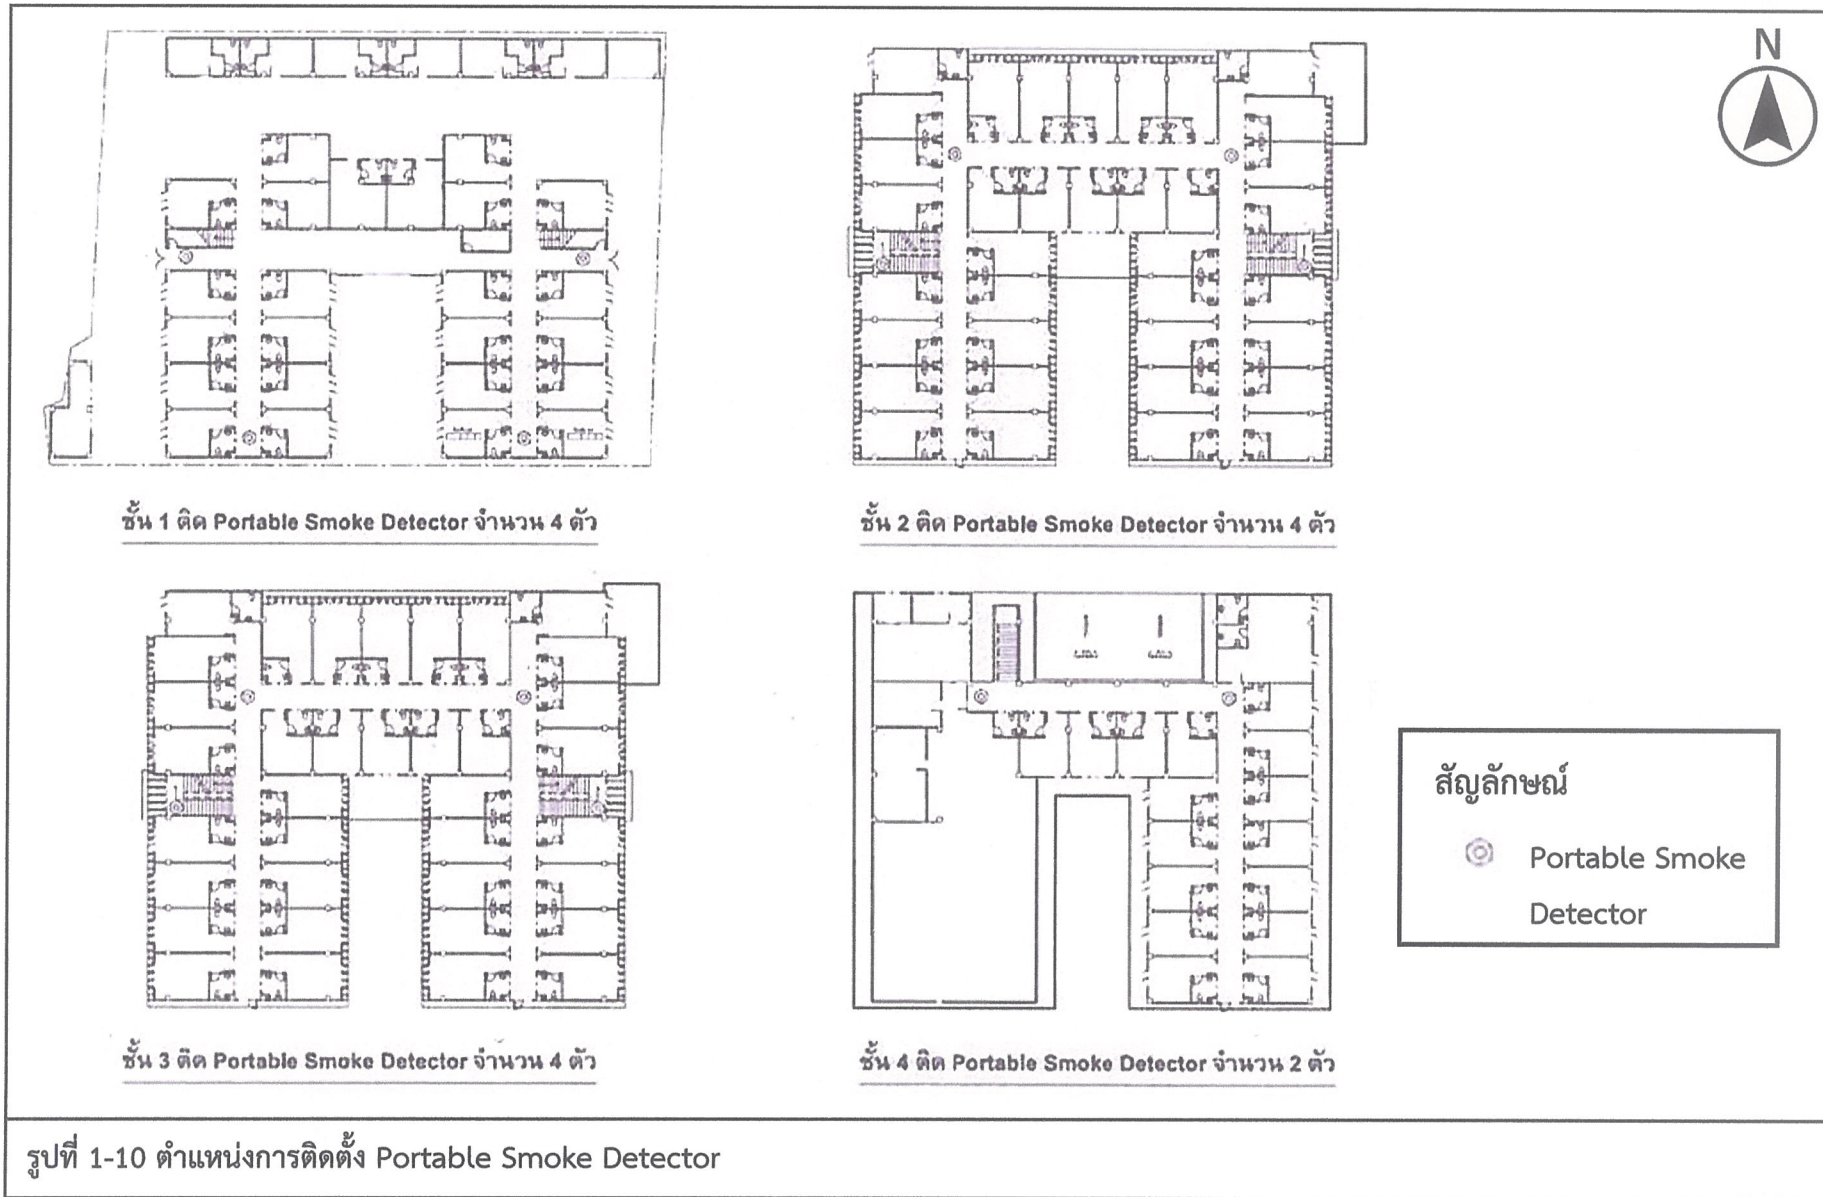 N
ชั้น 1 ติด Portable Smoke Detector จำนวน 4 ตัว
ชั้น 2 ติด Portable Smoke Detector จำนวน 4 ตัว
ชั้น 3 ติด Portable Smoke Detector จำนวน 4 ตัว
ชั้น 4 ติด Portable Smoke Detector จำนวน 2 ตัว
สัญลักษณ์
Portable Smoke
Detector
รูปที่ 1-10 ตำแหน่งการติดตั้ง Portable Smoke Detector